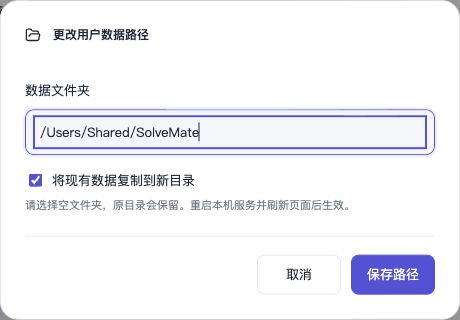 更改用户数据路径
数据文件夹
/Users/Shared/SolveMate
将现有数据复制到新目录
请选择空文件夹，原目录会保留。重启本机服务并刷新页面后生效。
取消
保存路径